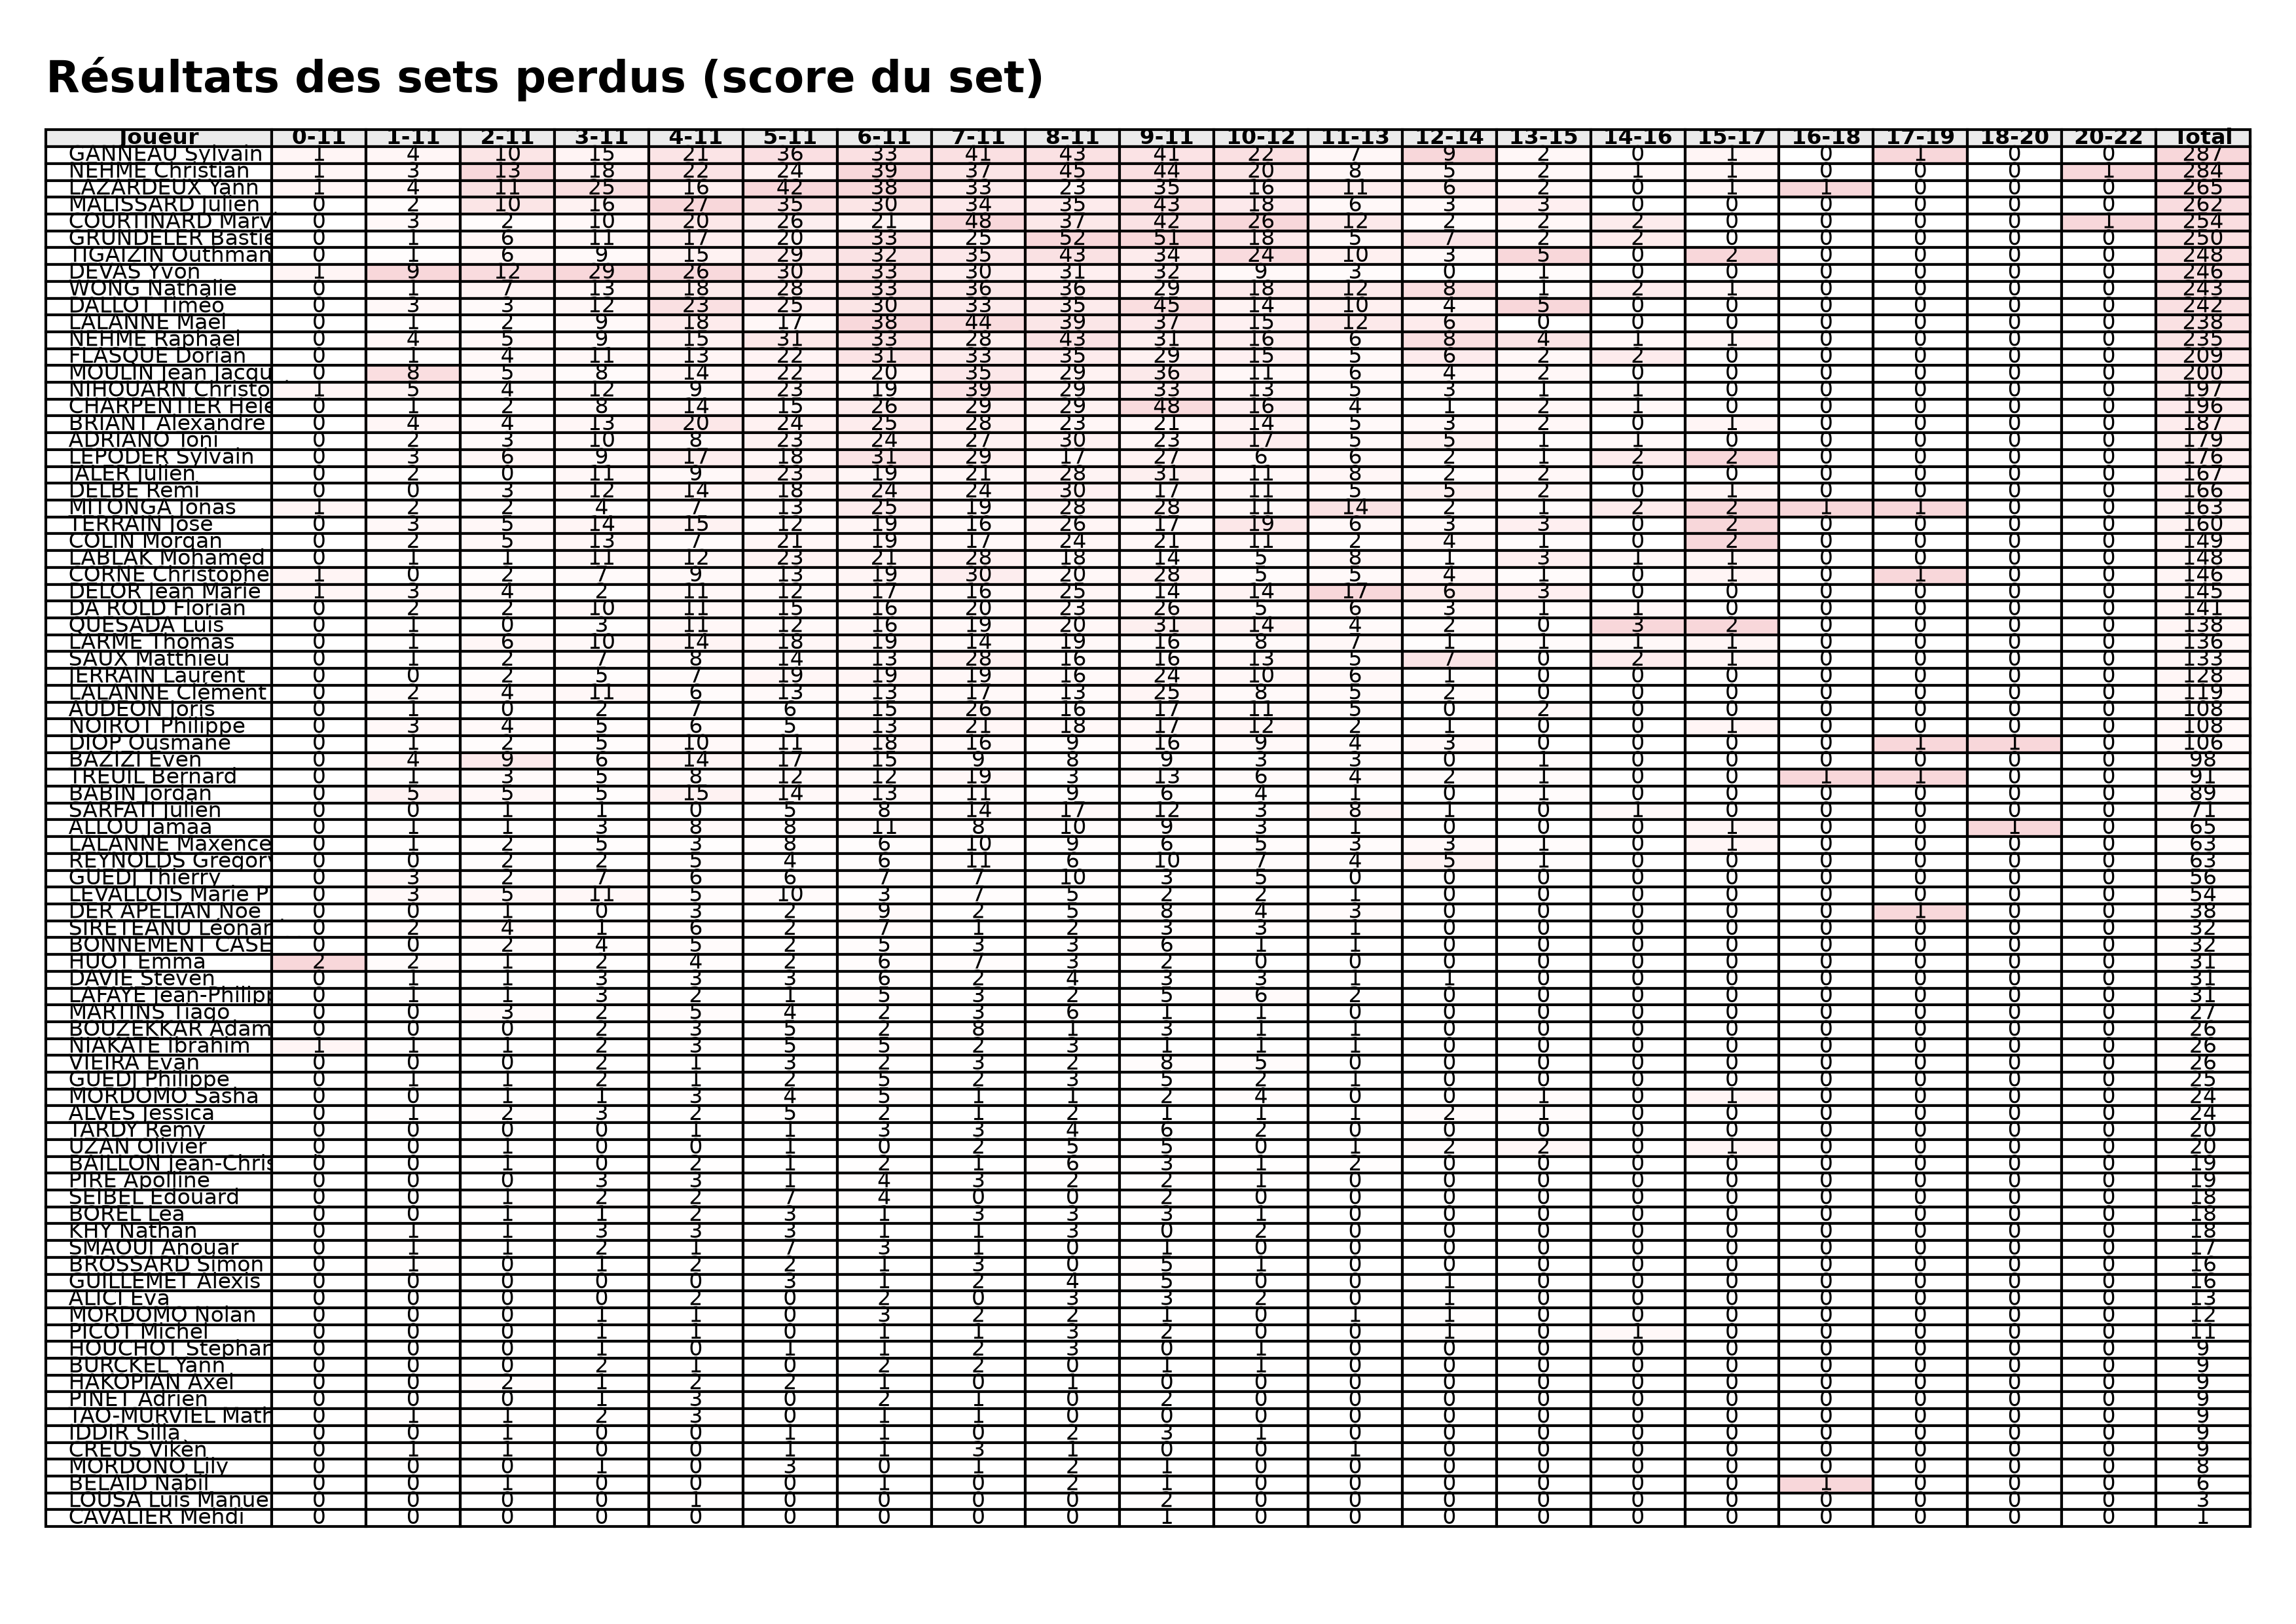 Résultats des sets perdus (score du set)
Joueur 0-11 1-11 2-11 3-11 4-11 5-11 6-11 7-11 8-11 9-11 10-12 11-13 12-14 13-15 14-16 15-17 16-18 17-19 18-20 20-22 Total
GANNEAU Sylvain 1 4 10 15 21 36 33 41 43 41 22 7 9 2 0 1 0 1 0 0 287
NEHME Christian 1 3 13 18 22 24 39 37 45 44 20 8 5 2 1 1 0 0 0 1 284
LAZARDEUX Yann 1 4 11 25 16 42 38 33 23 35 16 11 6 2 0 1 1 0 0 0 265
MALISSARD Julien 0 2 10 16 27 35 30 34 35 43 18 6 3 3 0 0 0 0 0 0 262
COURTINARD Marv 0 3 2 10 20 26 21 48 37 42 26 12 2 2 2 0 0 0 0 1 254
GRUNDELER Bastie 0 1 6 11 17 20 33 25 52 51 18 5 7 2 2 0 0 0 0 0 250
TIGAIZIN Outhman 0 1 6 9 15 29 32 35 43 34 24 10 3 5 0 2 0 0 0 0 248
DEVAS Yvon 1 9 12 29 26 30 33 30 31 32 9 3 0 1 0 0 0 0 0 0 246
WONG Nathalie 0 1 7 13 18 28 33 36 36 29 18 12 8 1 2 1 0 0 0 0 243
DALLOT Timéo 0 3 3 12 23 25 30 33 35 45 14 10 4 5 0 0 0 0 0 0 242
LALANNE Mael 0 1 2 9 18 17 38 44 39 37 15 12 6 0 0 0 0 0 0 0 238
NEHME Raphael 0 4 5 9 15 31 33 28 43 31 16 6 8 4 1 1 0 0 0 0 235
FLASQUE Dorian 0 1 4 11 13 22 31 33 35 29 15 5 6 2 2 0 0 0 0 0 209
MOULIN Jean Jacqu 0 8 5 8 14 22 20 35 29 36 11 6 4 2 0 0 0 0 0 0 200
NIHOUARN Christo 1 5 4 12 9 23 19 39 29 33 13 5 3 1 1 0 0 0 0 0 197
CHARPENTIER Hele 0 1 2 8 14 15 26 29 29 48 16 4 1 2 1 0 0 0 0 0 196
BRIANT Alexandre 0 4 4 13 20 24 25 28 23 21 14 5 3 2 0 1 0 0 0 0 187
ADRIANO Toni 0 2 3 10 8 23 24 27 30 23 17 5 5 1 1 0 0 0 0 0 179
LEPODER Sylvain 0 3 6 9 17 18 31 29 17 27 6 6 2 1 2 2 0 0 0 0 176
JALER Julien 0 2 0 11 9 23 19 21 28 31 11 8 2 2 0 0 0 0 0 0 167
DELBE Remi 0 0 3 12 14 18 24 24 30 17 11 5 5 2 0 1 0 0 0 0 166
MITONGA Jonas 1 2 2 4 7 13 25 19 28 28 11 14 2 1 2 2 1 1 0 0 163
TERRAIN Jose 0 3 5 14 15 12 19 16 26 17 19 6 3 3 0 2 0 0 0 0 160
COLIN Morgan 0 2 5 13 7 21 19 17 24 21 11 2 4 1 0 2 0 0 0 0 149
LABLAK Mohamed 0 1 1 11 12 23 21 28 18 14 5 8 1 3 1 1 0 0 0 0 148
CORNE Christophe 1 0 2 7 9 13 19 30 20 28 5 5 4 1 0 1 0 1 0 0 146
DELOR Jean Marie 1 3 4 2 11 12 17 16 25 14 14 17 6 3 0 0 0 0 0 0 145
DA ROLD Florian 0 2 2 10 11 15 16 20 23 26 5 6 3 1 1 0 0 0 0 0 141
QUESADA Luis 0 1 0 3 11 12 16 19 20 31 14 4 2 0 3 2 0 0 0 0 138
LARME Thomas 0 1 6 10 14 18 19 14 19 16 8 7 1 1 1 1 0 0 0 0 136
SAUX Matthieu 0 1 2 7 8 14 13 28 16 16 13 5 7 0 2 1 0 0 0 0 133
JERRAIN Laurent 0 0 2 5 7 19 19 19 16 24 10 6 1 0 0 0 0 0 0 0 128
LALANNE Clément 0 2 4 11 6 13 13 17 13 25 8 5 2 0 0 0 0 0 0 0 119
AUDEON Joris 0 1 0 2 7 6 15 26 16 17 11 5 0 2 0 0 0 0 0 0 108
NOIROT Philippe 0 3 4 5 6 5 13 21 18 17 12 2 1 0 0 1 0 0 0 0 108
DIOP Ousmane 0 1 2 5 10 11 18 16 9 16 9 4 3 0 0 0 0 1 1 0 106
BAZIZI Even 0 4 9 6 14 17 15 9 8 9 3 3 0 1 0 0 0 0 0 0 98
TREUIL Bernard 0 1 3 5 8 12 12 19 3 13 6 4 2 1 0 0 1 1 0 0 91
BABIN Jordan 0 5 5 5 15 14 13 11 9 6 4 1 0 1 0 0 0 0 0 0 89
SARFATI Julien 0 0 1 1 0 5 8 14 17 12 3 8 1 0 1 0 0 0 0 0 71
ALLOU Jamaa 0 1 1 3 8 8 11 8 10 9 3 1 0 0 0 1 0 0 1 0 65
LALANNE Maxence 0 1 2 5 3 8 6 10 9 6 5 3 3 1 0 1 0 0 0 0 63
REYNOLDS Gregory 0 0 2 2 5 4 6 11 6 10 7 4 5 1 0 0 0 0 0 0 63
GUEDJ Thierry 0 3 2 7 6 6 7 7 10 3 5 0 0 0 0 0 0 0 0 0 56
LEVALLOIS Marie P 0 3 5 11 5 10 3 7 5 2 2 1 0 0 0 0 0 0 0 0 54
DER APELIAN Noe 0 0 1 0 3 2 9 2 5 8 4 3 0 0 0 0 0 1 0 0 38
SIRETEANU Léonar 0 2 4 1 6 2 7 1 2 3 3 1 0 0 0 0 0 0 0 0 32
BONNEMENT CASE 0 0 2 4 5 2 5 3 3 6 1 1 0 0 0 0 0 0 0 0 32
HUOT Emma 2 2 1 2 4 2 6 7 3 2 0 0 0 0 0 0 0 0 0 0 31
DAVIE Steven 0 1 1 3 3 3 6 2 4 3 3 1 1 0 0 0 0 0 0 0 31
LAFAYE Jean-Philipp 0 1 1 3 2 1 5 3 2 5 6 2 0 0 0 0 0 0 0 0 31
MARTINS Tiago 0 0 3 2 5 4 2 3 6 1 1 0 0 0 0 0 0 0 0 0 27
BOUZEKKAR Adam 0 0 0 2 3 5 2 8 1 3 1 1 0 0 0 0 0 0 0 0 26
NIAKATE Ibrahim 1 1 1 2 3 5 5 2 3 1 1 1 0 0 0 0 0 0 0 0 26
VIEIRA Evan 0 0 0 2 1 3 2 3 2 8 5 0 0 0 0 0 0 0 0 0 26
GUEDJ Philippe 0 1 1 2 1 2 5 2 3 5 2 1 0 0 0 0 0 0 0 0 25
MORDOMO Sasha 0 0 1 1 3 4 5 1 1 2 4 0 0 1 0 1 0 0 0 0 24
ALVES Jessica 0 1 2 3 2 5 2 1 2 1 1 1 2 1 0 0 0 0 0 0 24
TARDY Remy 0 0 0 0 1 1 3 3 4 6 2 0 0 0 0 0 0 0 0 0 20
UZAN Olivier 0 0 1 0 0 1 0 2 5 5 0 1 2 2 0 1 0 0 0 0 20
BAILLON Jean-Chris 0 0 1 0 2 1 2 1 6 3 1 2 0 0 0 0 0 0 0 0 19
PIRE Apolline 0 0 0 3 3 1 4 3 2 2 1 0 0 0 0 0 0 0 0 0 19
SEIBEL Edouard 0 0 1 2 2 7 4 0 0 2 0 0 0 0 0 0 0 0 0 0 18
BOREL Lea 0 0 1 1 2 3 1 3 3 3 1 0 0 0 0 0 0 0 0 0 18
KHY Nathan 0 1 1 3 3 3 1 1 3 0 2 0 0 0 0 0 0 0 0 0 18
SMAOUI Anouar 0 1 1 2 1 7 3 1 0 1 0 0 0 0 0 0 0 0 0 0 17
BROSSARD Simon 0 1 0 1 2 2 1 3 0 5 1 0 0 0 0 0 0 0 0 0 16
GUILLEMET Alexis 0 0 0 0 0 3 1 2 4 5 0 0 1 0 0 0 0 0 0 0 16
ALICI Eva 0 0 0 0 2 0 2 0 3 3 2 0 1 0 0 0 0 0 0 0 13
MORDOMO Nolan 0 0 0 1 1 0 3 2 2 1 0 1 1 0 0 0 0 0 0 0 12
PICOT Michel 0 0 0 1 1 0 1 1 3 2 0 0 1 0 1 0 0 0 0 0 11
HOUCHOT Stephan 0 0 0 1 0 1 1 2 3 0 1 0 0 0 0 0 0 0 0 0 9
BURCKEL Yann 0 0 0 2 1 0 2 2 0 1 1 0 0 0 0 0 0 0 0 0 9
HAKOPIAN Axel 0 0 2 1 2 2 1 0 1 0 0 0 0 0 0 0 0 0 0 0 9
PINET Adrien 0 0 0 1 3 0 2 1 0 2 0 0 0 0 0 0 0 0 0 0 9
TAO-MURVIEL Math 0 1 1 2 3 0 1 1 0 0 0 0 0 0 0 0 0 0 0 0 9
IDDIR Silla 0 0 1 0 0 1 1 0 2 3 1 0 0 0 0 0 0 0 0 0 9
CREUS Viken 0 1 1 0 0 1 1 3 1 0 0 1 0 0 0 0 0 0 0 0 9
MORDONO Lily 0 0 0 1 0 3 0 1 2 1 0 0 0 0 0 0 0 0 0 0 8
BELAID Nabil 0 0 1 0 0 0 1 0 2 1 0 0 0 0 0 0 1 0 0 0 6
LOUSA Luis Manue 0 0 0 0 1 0 0 0 0 2 0 0 0 0 0 0 0 0 0 0 3
CAVALIER Mehdi 0 0 0 0 0 0 0 0 0 1 0 0 0 0 0 0 0 0 0 0 1